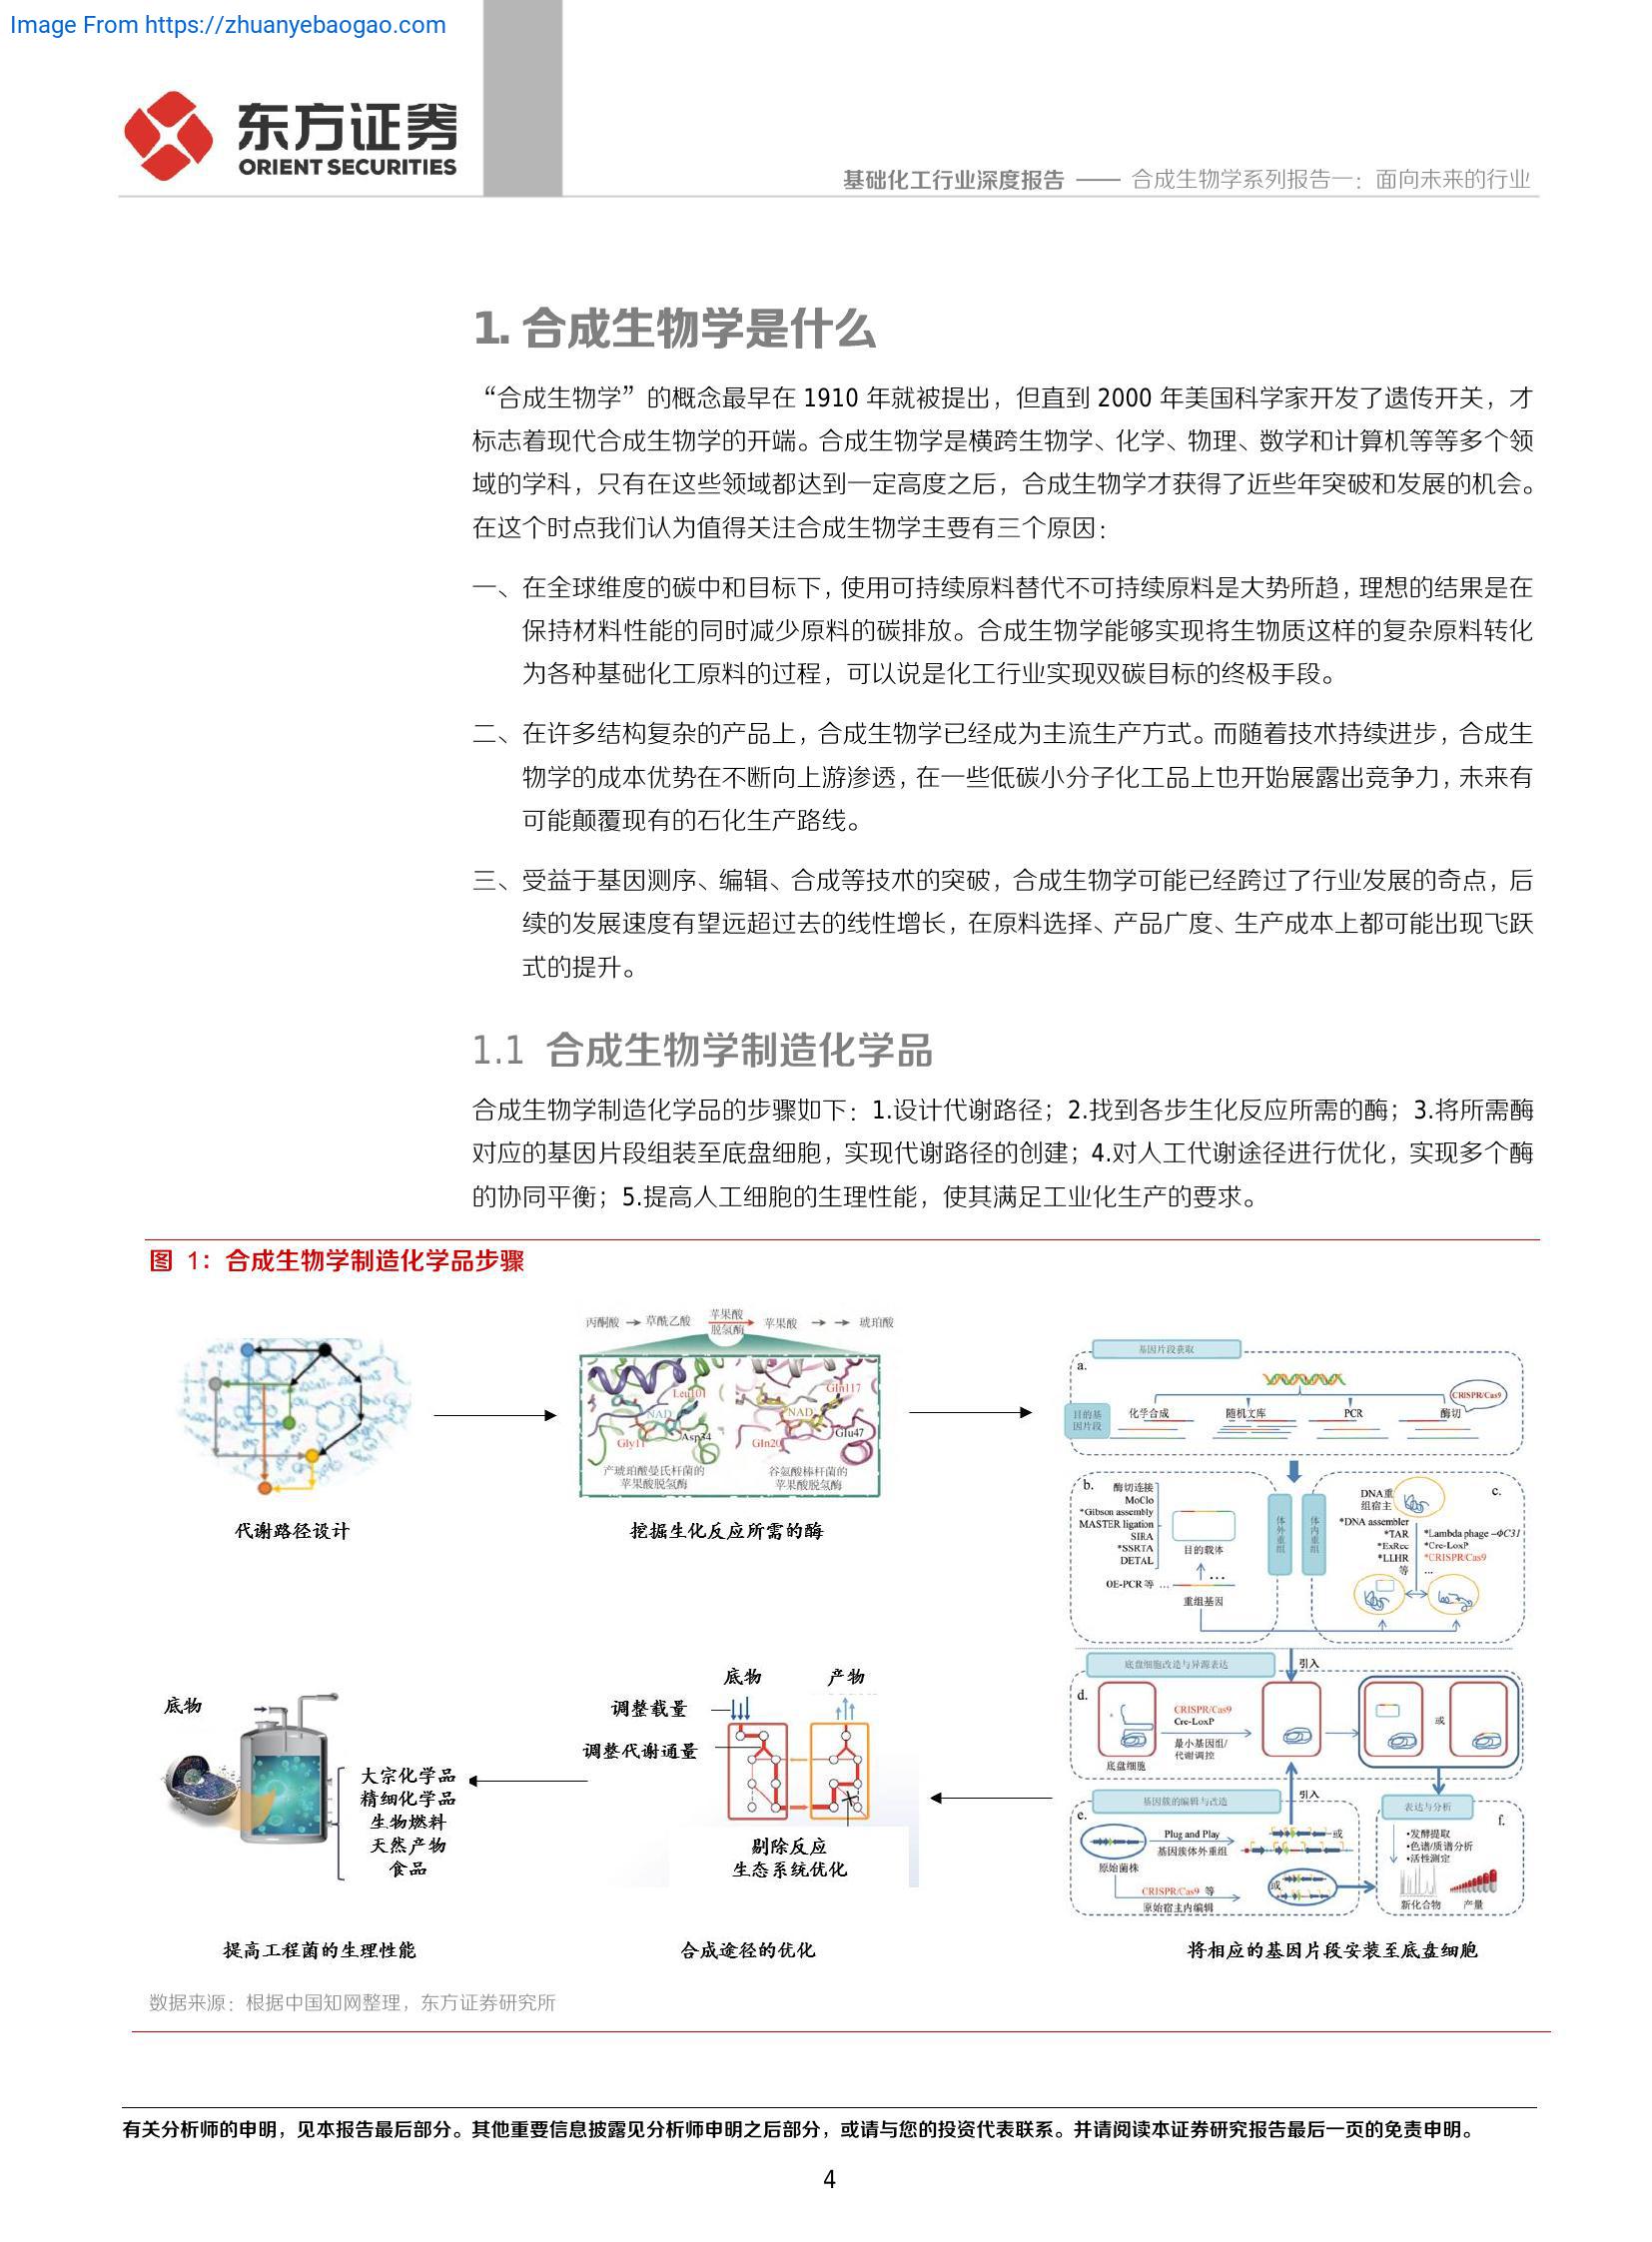 Image From https://zhuanyebaogao.com
东方证券
ORIENT SECURITIES
基础化工行业深度报告 —— 合成生物学系列报告一：面向未来的行业
1. 合成生物学是什么
“合成生物学”的概念最早在 1910 年就被提出，但直到 2000 年美国科学家开发了遗传开关，才
标志着现代合成生物学的开端。合成生物学是横跨生物学、化学、物理、数学和计算机等等多个领
域的学科，只有在这些领域都达到一定高度之后，合成生物学才获得了近些年突破和发展的机会。
在这个时点我们认为值得关注合成生物学主要有三个原因：
一、在全球维度的碳中和目标下，使用可持续原料替代不可持续原料是大势所趋，理想的结果是在
保持材料性能的同时减少原料的碳排放。合成生物学能够实现将生物质这样的复杂原料转化
为各种基础化工原料的过程，可以说是化工行业实现双碳目标的终极手段。
二、在许多结构复杂的产品上，合成生物学已经成为主流生产方式。而随着技术持续进步，合成生
物学的成本优势在不断向上游渗透，在一些低碳小分子化工品上也开始展露出竞争力，未来有
可能颠覆现有的石化生产路线。
三、受益于基因测序、编辑、合成等技术的突破，合成生物学可能已经跨过了行业发展的奇点，后
续的发展速度有望远超过去的线性增长，在原料选择、产品广度、生产成本上都可能出现飞跃
式的提升。
1.1 合成生物学制造化学品
合成生物学制造化学品的步骤如下：1.设计代谢路径；2.找到各步生化反应所需的酶；3.将所需酶
对应的基因片段组装至底盘细胞，实现代谢路径的创建；4.对人工代谢途径进行优化，实现多个酶
的协同平衡；5.提高人工细胞的生理性能，使其满足工业化生产的要求。
图 1：合成生物学制造化学品步骤
丙酮酸 → 草酰乙酸 苹果酸脱氢酶 苹果酸 → → 琥珀酸
Leu101
NAD
Gly11
Asp34
Gln117
NAD
Gln20
Glu47
产琥珀酸曼氏杆菌的
苹果酸脱氢酶
谷氨酸棒杆菌的
苹果酸脱氢酶
代谢路径设计
挖掘生化反应所需的酶
基因片段获取
a.
CRISPR/Cas9
目的基
因片段
化学合成 随机文库 PCR 酶切
b.
酶切连接
MoClo
*Gibson assembly
MASTER ligation
SIRA
*SSRTA
DETAL
OE-PCR 等 …
目的载体
…
重组基因
体外重组
体内重组
c.
DNA重
组宿主
*DNA assembler
*TAR
*ExRec
*LLHR
等
*Lambda phage –ΦC31
*Cre-LoxP
*CRISPR/Cas9
…
底盘细胞改造与异源表达
引入
d.
CRISPR/Cas9
Cre-LoxP
最小基因组/
代谢调控
底盘细胞
或
基因簇的编辑与改造
引入
e.
Plug and Play
基因簇体外重组
或
原始菌株
CRISPR/Cas9 等
原始宿主内编辑
或
表达与分析
f.
•发酵提取
•色谱/质谱分析
•活性测定
新化合物 产量
底物 产物
调整载量
调整代谢通量
剔除反应
生态系统优化
底物
大宗化学品
精细化学品
生物燃料
天然产物
食品
提高工程菌的生理性能
合成途径的优化
将相应的基因片段安装至底盘细胞
数据来源：根据中国知网整理，东方证券研究所
有关分析师的申明，见本报告最后部分。其他重要信息披露见分析师申明之后部分，或请与您的投资代表联系。并请阅读本证券研究报告最后一页的免责申明。
4